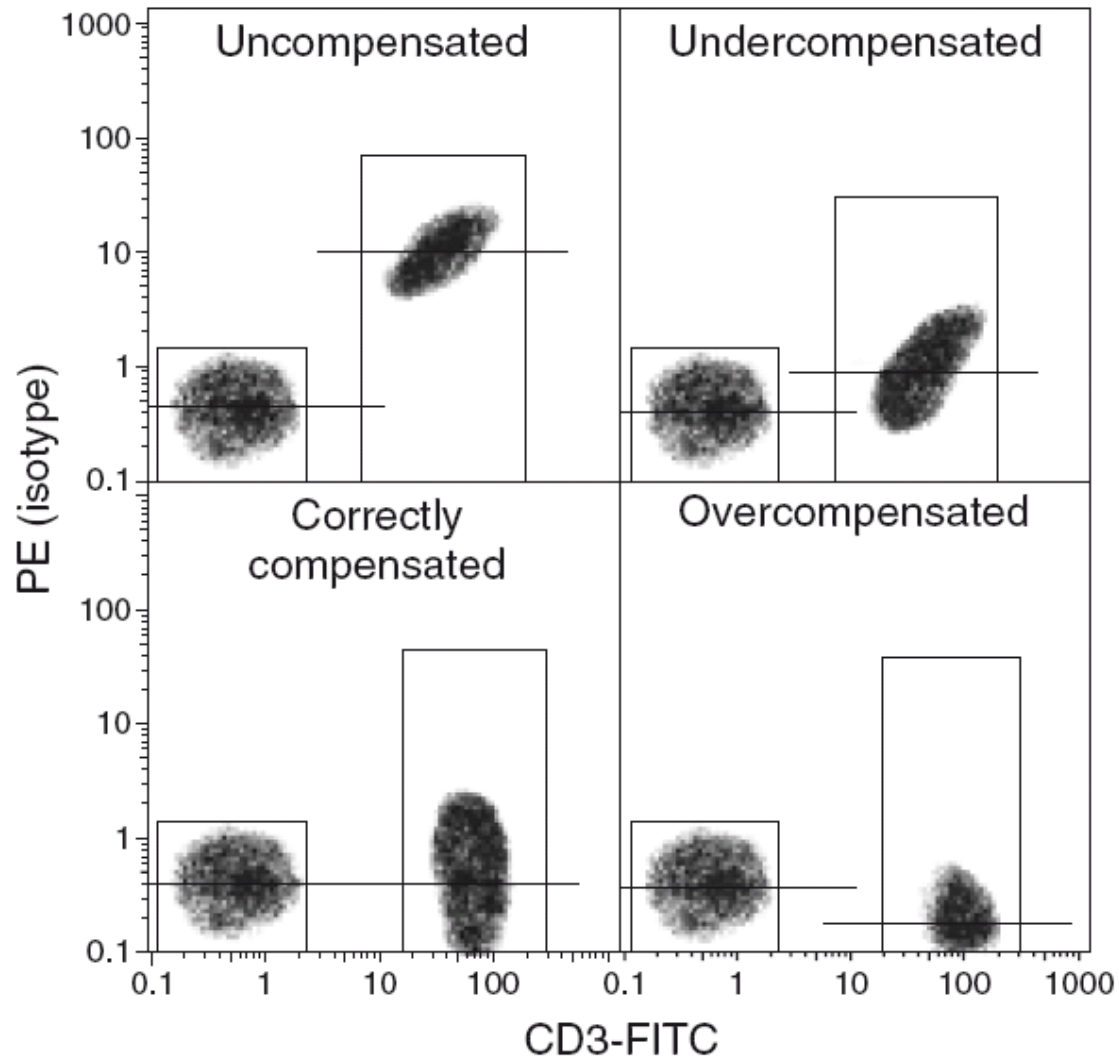 Uncompensated
Undercompensated
1000
100
10
1
0.1
PE (isotype)
Correctly
compensated
Overcompensated
100
10
1
0.1
0.1 1 10 100 0.1 1 10 100 1000
CD3-FITC